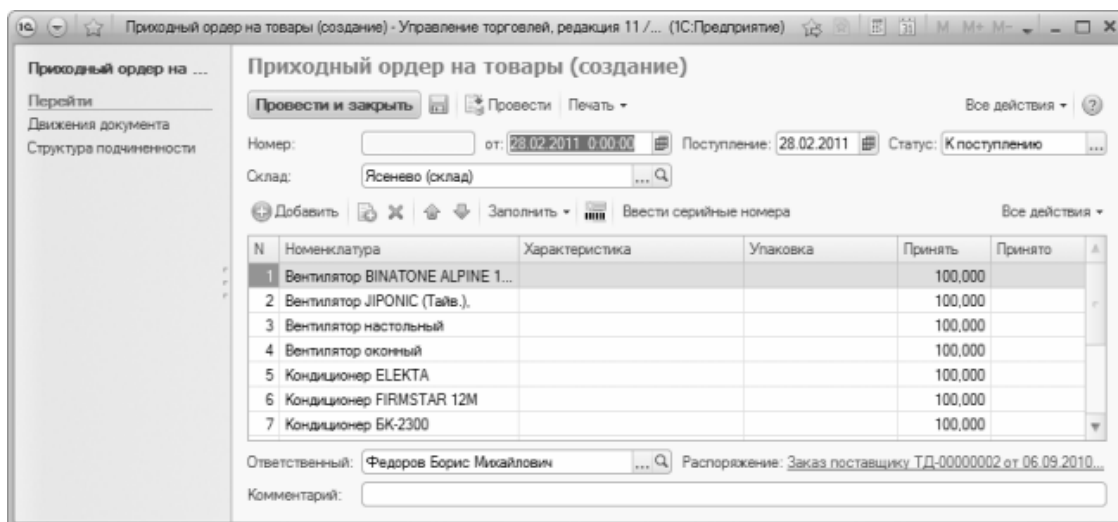 Приходный ордер на товары (создание) - Управление торговлей, редакция 11 /... (1С:Предприятие) M M+ M-
Приходный ордер на ...
Перейти
Движения документа
Структура подчиненности
Приходный ордер на товары (создание)
Провести и закрыть Провести Печать Все действия ?
Номер: от: 28.02.2011 0:00:00 Поступление: 28.02.2011 Статус: К поступлению ...
Склад: Ясенево (склад) ...
Добавить Заполнить Ввести серийные номера Все действия
N Номенклатура Характеристика Упаковка Принять Принято
1 Вентилятор BINATONE ALPINE 1... 100,000
2 Вентилятор JIPONIC (Тайв.), 100,000
3 Вентилятор настольный 100,000
4 Вентилятор оконный 100,000
5 Кондиционер ELEKTA 100,000
6 Кондиционер FIRMSTAR 12M 100,000
7 Кондиционер БК-2300 100,000
Ответственный: Федоров Борис Михайлович ... Распоряжение: Заказ поставщику ТД-00000002 от 06.09.2010...
Комментарий: